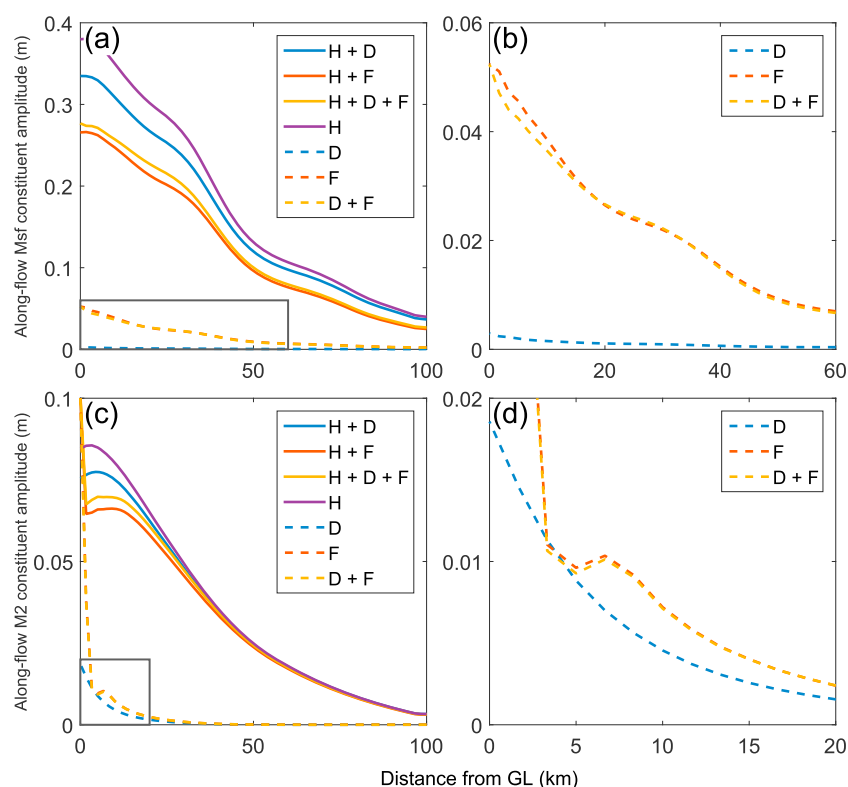 Along-flow Msf constituent amplitude (m)
0.4
0.3
0.2
0.1
0
(a)
H + D
H + F
H + D + F
H
D
F
D + F
0
50
100
0.06
0.04
0.02
0
(b)
D
F
D + F
0
20
40
60
Along-flow M2 constituent amplitude (m)
0.1
0.05
0
(c)
H + D
H + F
H + D + F
H
D
F
D + F
0
50
100
0.02
0.01
0
(d)
D
F
D + F
0
5
10
15
20
Distance from GL (km)